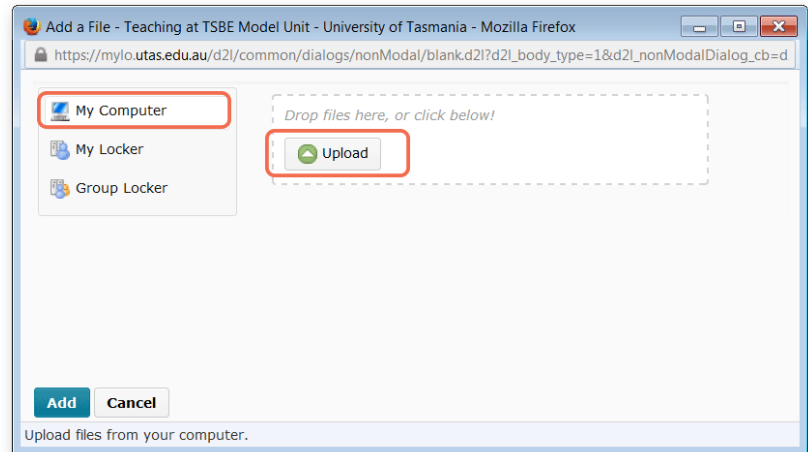 Add a File - Teaching at TSBE Model Unit - University of Tasmania - Mozilla Firefox
https://mylo.utas.edu.au/d2l/common/dialogs/nonModal/blank.d2l?d2l_body_type=1&d2l_nonModalDialog_cb=d
My Computer
My Locker
Group Locker
Drop files here, or click below!
Upload
Add Cancel
Upload files from your computer.